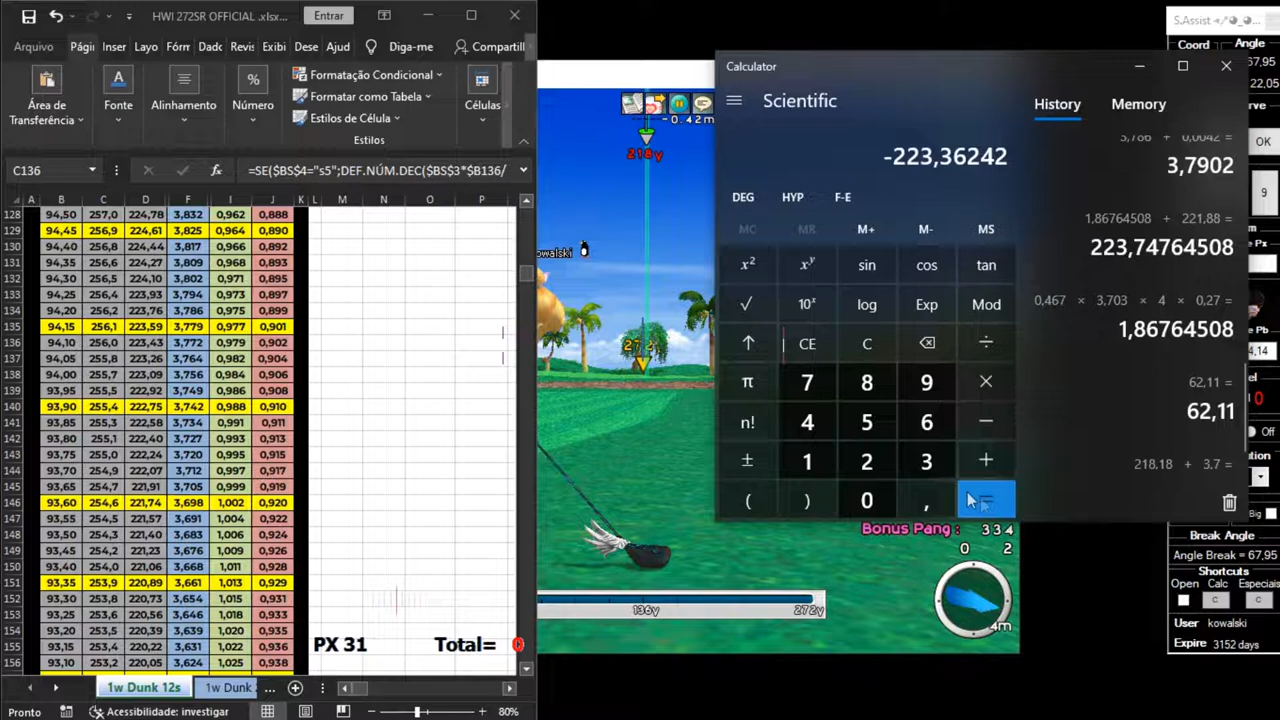 HWI 272SR OFFICIAL .xlsx...
Entrar
Arquivo Pági Inser Layo Fórm Dado Revis Exibi Dese Ajud Diga-me Compartil
Área de
Transferência
Fonte
Alinhamento
Número
Formatação Condicional
Formatar como Tabela
Estilos de Célula
Estilos
Células
C136 fx =SE($BS$4="s5";DEF.NÚM.DEC($BS$3*$B136/
A B C D F I J K L M N O P
128 94,50 257,0 224,78 3,832 0,962 0,888
129 94,45 256,9 224,61 3,825 0,964 0,890
130 94,40 256,8 224,44 3,817 0,966 0,892
131 94,35 256,6 224,27 3,809 0,968 0,893
132 94,30 256,5 224,10 3,802 0,971 0,895
133 94,25 256,4 223,93 3,794 0,973 0,897
134 94,20 256,2 223,76 3,786 0,975 0,899
135 94,15 256,1 223,59 3,779 0,977 0,901
136 94,10 256,0 223,43 3,772 0,979 0,902
137 94,05 255,8 223,26 3,764 0,982 0,904
138 94,00 255,7 223,09 3,756 0,984 0,906
139 93,95 255,5 222,92 3,749 0,986 0,908
140 93,90 255,4 222,75 3,742 0,988 0,910
141 93,85 255,3 222,58 3,734 0,991 0,911
142 93,80 255,1 222,40 3,727 0,993 0,913
143 93,75 255,0 222,23 3,720 0,995 0,915
144 93,70 254,9 222,07 3,712 0,997 0,917
145 93,65 254,7 221,91 3,705 0,999 0,919
146 93,60 254,6 221,74 3,698 1,002 0,920
147 93,55 254,5 221,57 3,691 1,004 0,922
148 93,50 254,3 221,40 3,683 1,006 0,924
149 93,45 254,2 221,23 3,676 1,009 0,926
150 93,40 254,0 221,06 3,668 1,011 0,928
151 93,35 253,9 220,89 3,661 1,013 0,929
152 93,30 253,8 220,73 3,654 1,015 0,931
153 93,25 253,6 220,56 3,646 1,018 0,933
154 93,20 253,5 220,39 3,639 1,020 0,935
155 93,15 253,4 220,22 3,631 1,022 0,936
156 93,10 253,2 220,05 3,624 1,025 0,938
PX 31 Total= 0
1w Dunk 12s 1w Dunk ...
Pronto Acessibilidade: investigar 80%
-0.42m
218y
kowalski
Bonus Pang : 334
0 2
136y 272y
4m
Calculator
Scientific
-223,36242
DEG HYP F-E
MC MR M+ M- MS
x² xʸ sin cos tan
√ 10ˣ log Exp Mod
↑ CE C ⌫ ÷
π 7 8 9 ×
n! 4 5 6 −
± 1 2 3 +
( ) 0 , =
History Memory
3,786 + 0,0042 =
3,7902
1,86764508 + 221,88 =
223,74764508
0,467 × 3,703 × 4 × 0,27 =
1,86764508
62,11 =
62,11
218.18 + 3.7 =
S.Assist
Coord Angle
67,95
22,05
OK
9
Px
Pb
4,14
0
Off
Big
Break Angle
Angle Break = 67,95
Shortcuts
Open Calc Especiais
C C
User kowalski
Expire 3152 days